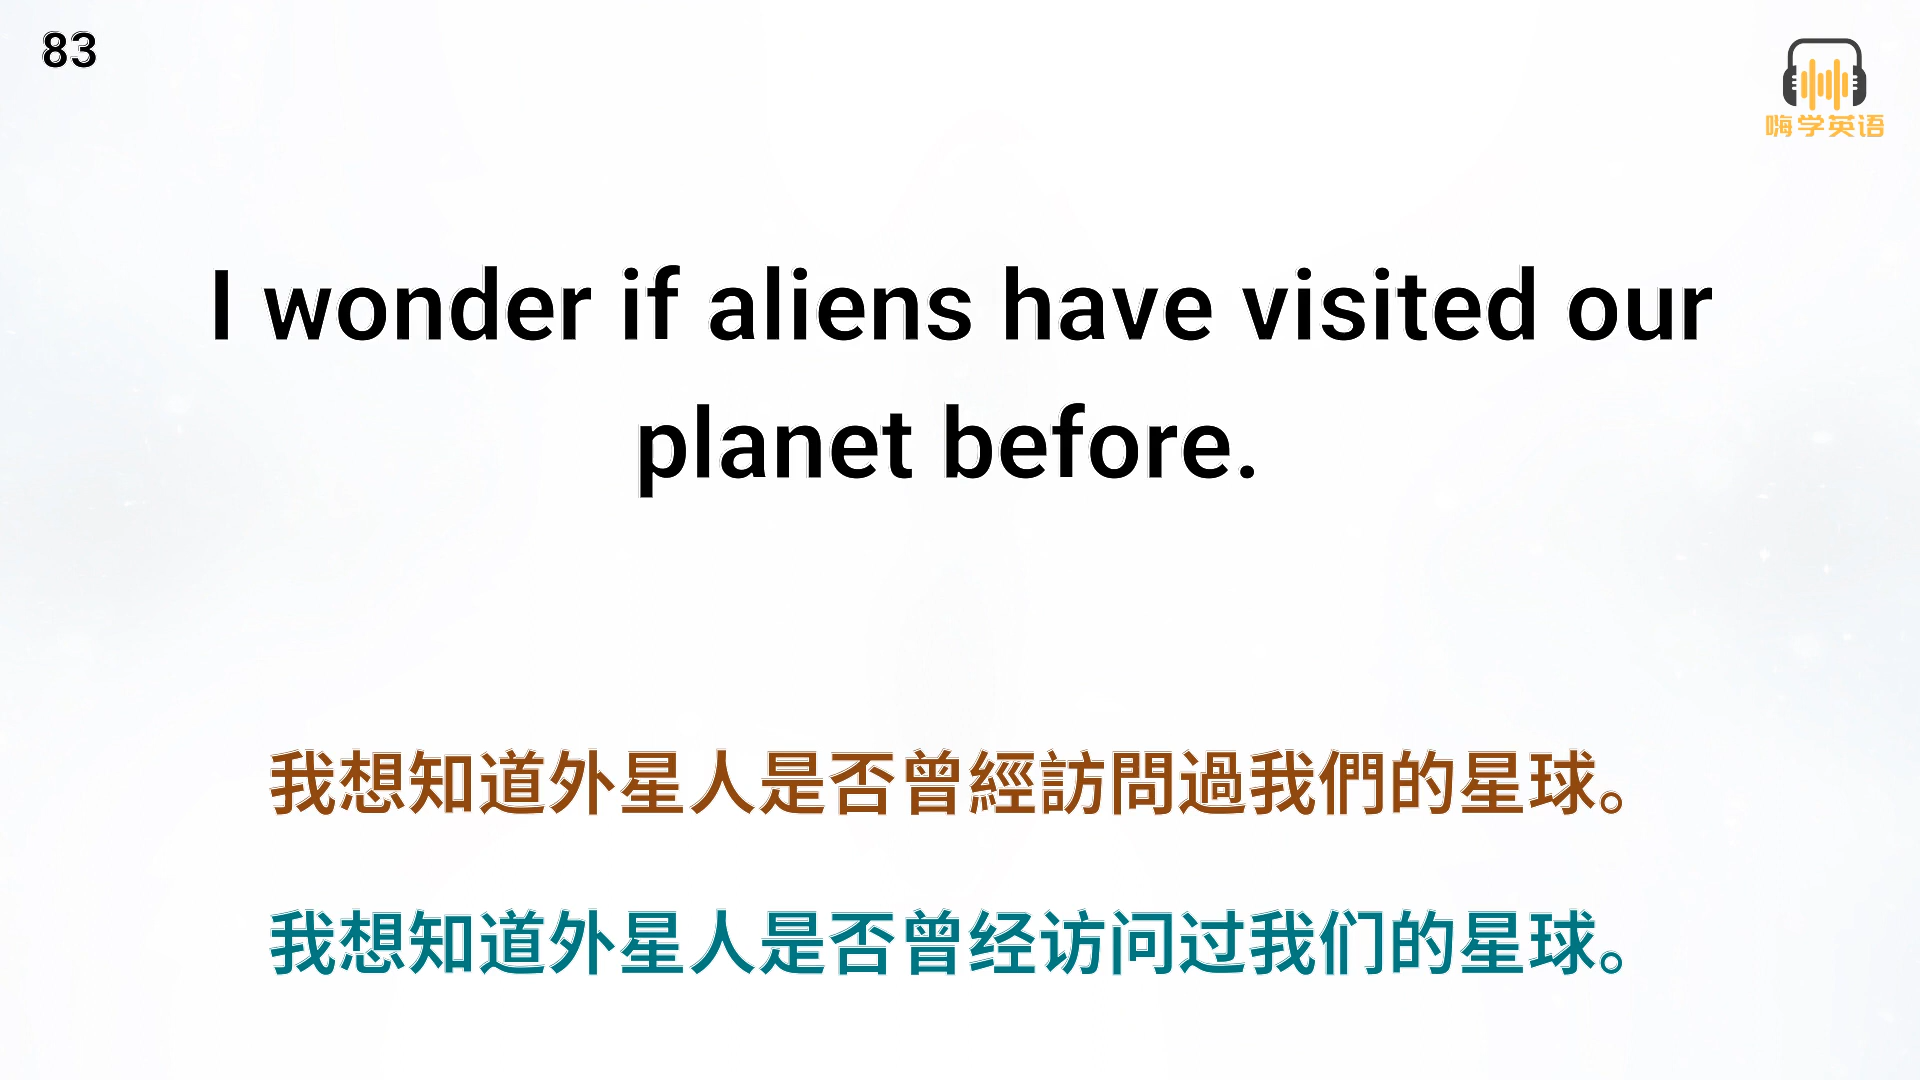 83
嗨学英语
I wonder if aliens have visited our
planet before.
我想知道外星人是否曾經訪問過我們的星球。
我想知道外星人是否曾经访问过我们的星球。